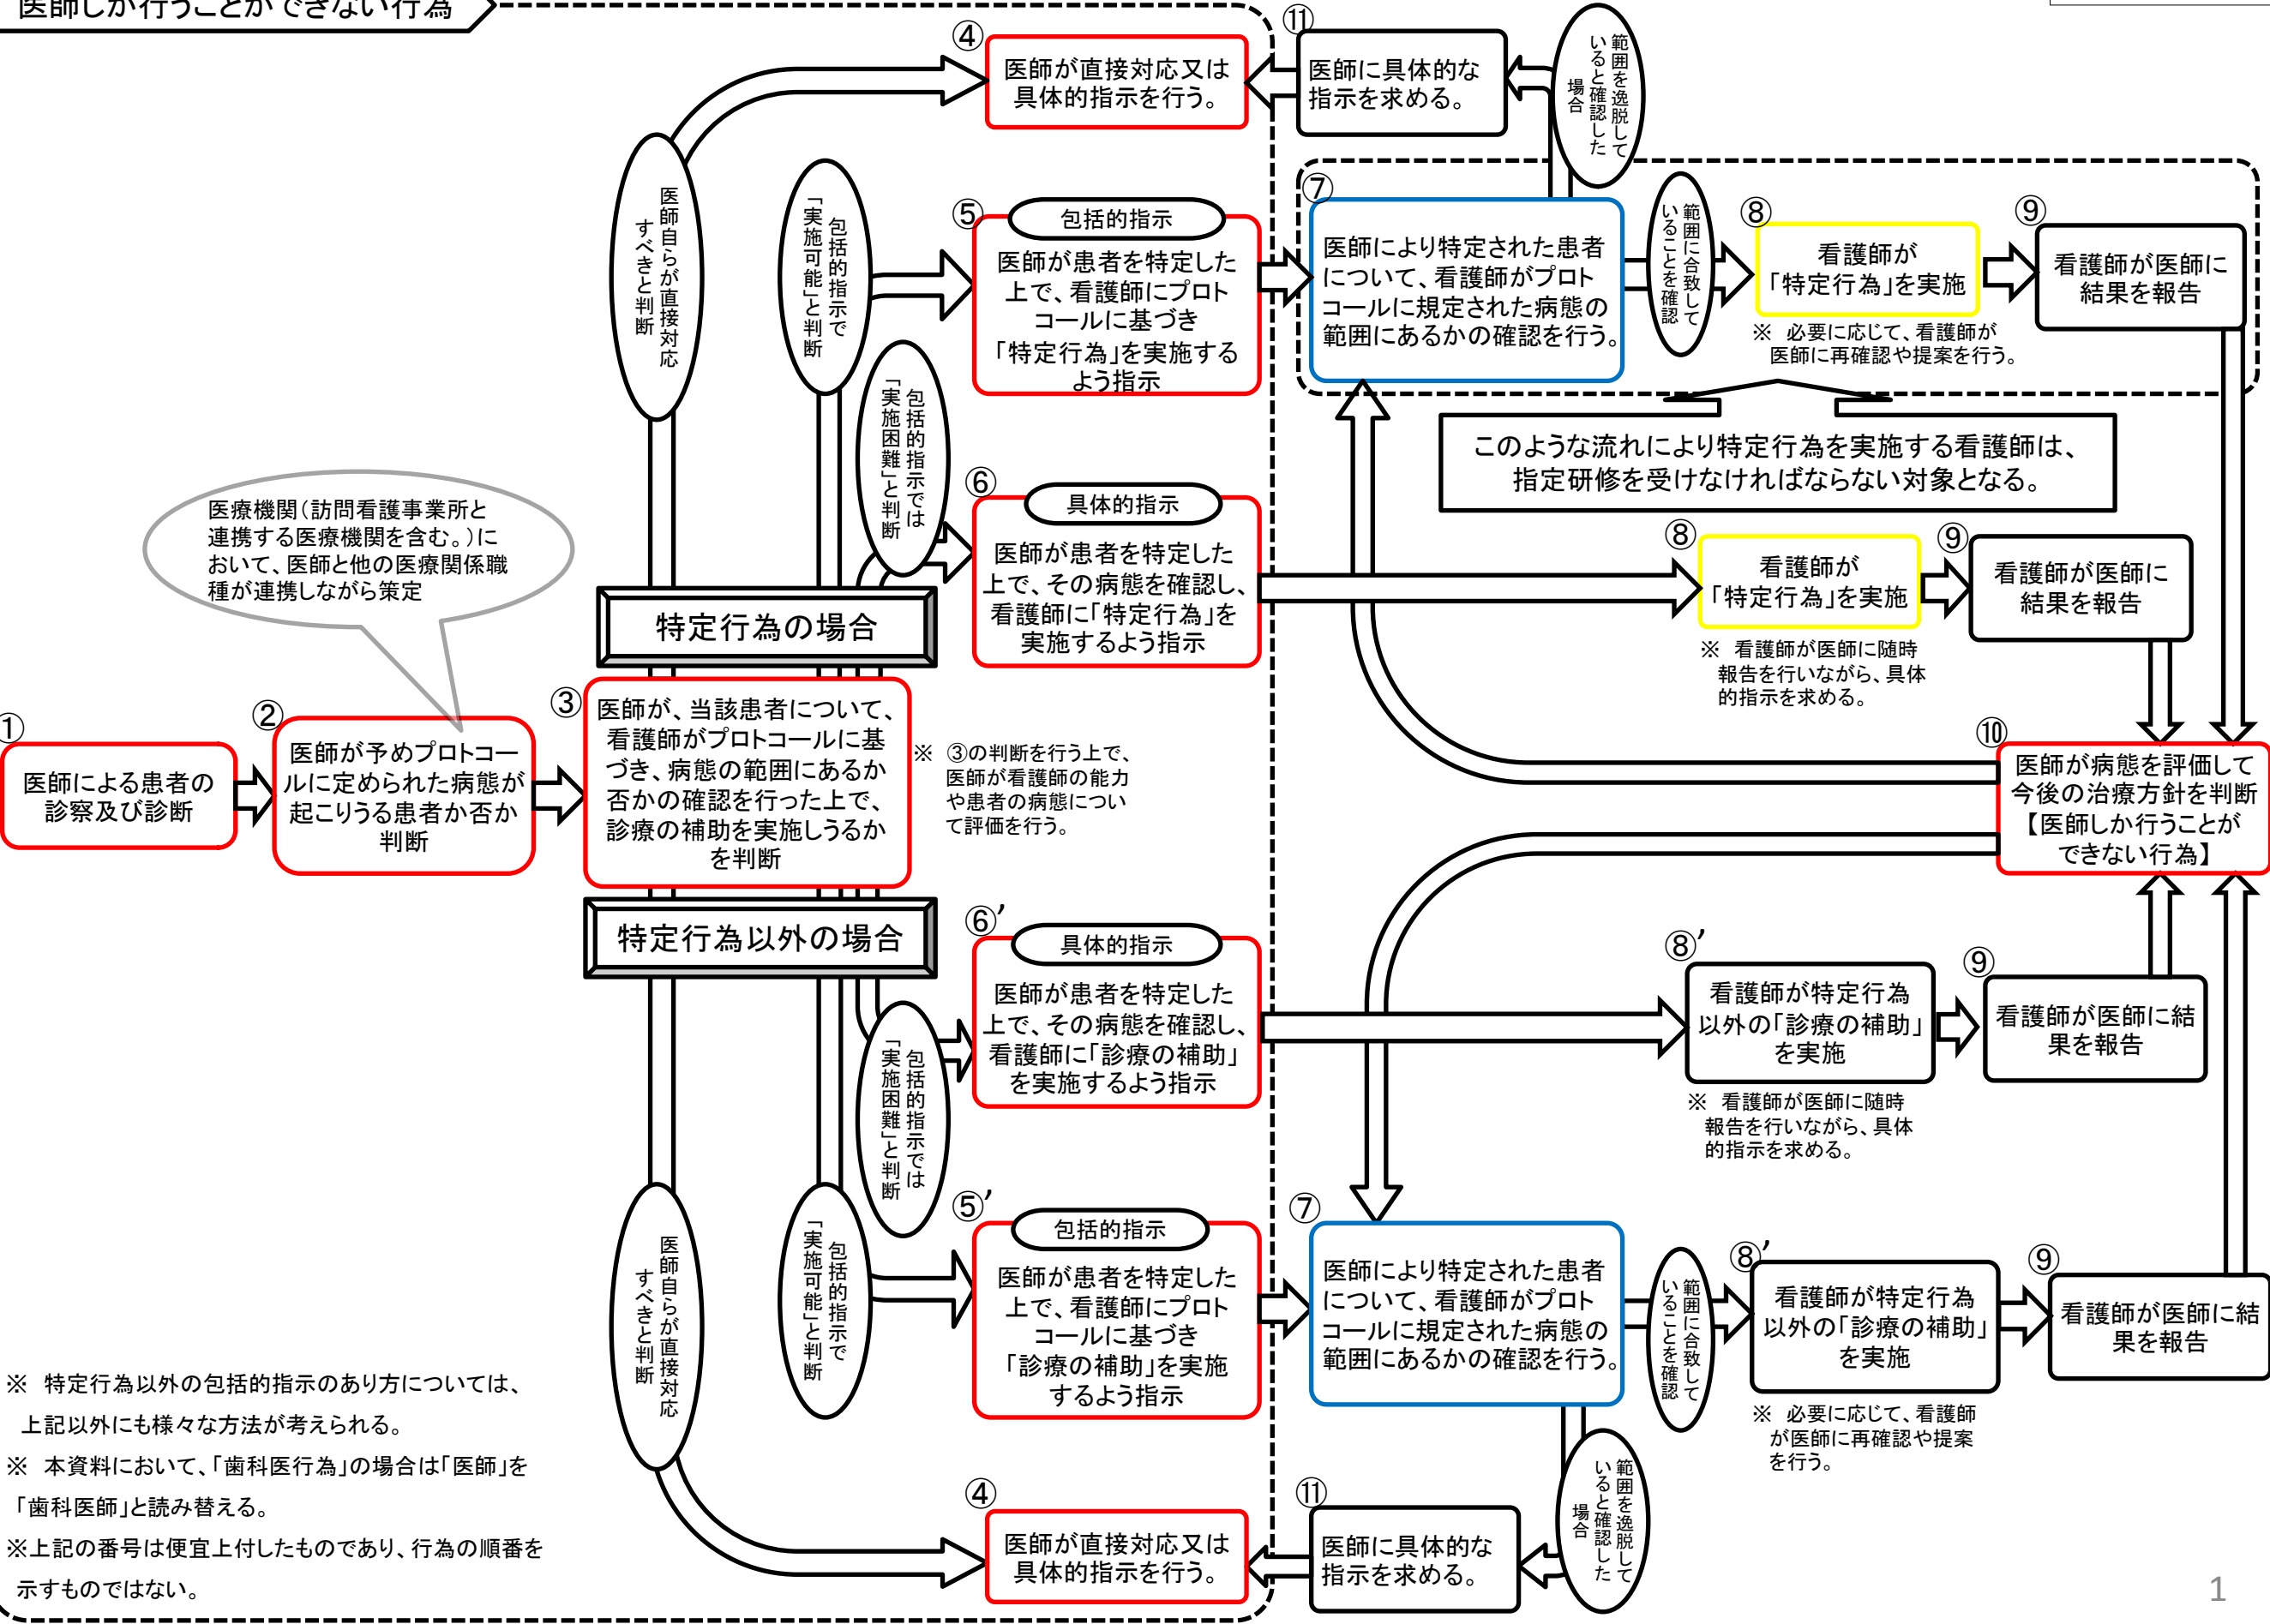 医師しか行うことができない行為
①
医師による患者の
診察及び診断
②
医師が予めプロトコー
ルに定められた病態が
起こりうる患者か否か
判断
医療機関（訪問看護事業所と
連携する医療機関を含む。）に
おいて、医師と他の医療関係職
種が連携しながら策定
③
医師が、当該患者について、
看護師がプロトコールに基
づき、病態の範囲にあるか
否かの確認を行った上で、
診療の補助を実施しうるか
を判断
※　③の判断を行う上で、
医師が看護師の能力
や患者の病態につい
て評価を行う。
特定行為の場合
医師自らが直接対応
すべきと判断
包括的指示で
「実施可能」と判断
包括的指示では
「実施困難」と判断
④
医師が直接対応又は
具体的指示を行う。
⑪
医師に具体的な
指示を求める。
範囲を逸脱して
いると確認した
場合
⑤
包括的指示
医師が患者を特定した
上で、看護師にプロト
コールに基づき
「特定行為」を実施する
よう指示
⑦
医師により特定された患者
について、看護師がプロト
コールに規定された病態の
範囲にあるかの確認を行う。
範囲に合致して
いることを確認
⑧
看護師が
「特定行為」を実施
※　必要に応じて、看護師が
医師に再確認や提案を行う。
⑨
看護師が医師に
結果を報告
このような流れにより特定行為を実施する看護師は、
指定研修を受けなければならない対象となる。
⑥
具体的指示
医師が患者を特定した
上で、その病態を確認し、
看護師に「特定行為」を
実施するよう指示
⑧
看護師が
「特定行為」を実施
※　看護師が医師に随時
報告を行いながら、具体
的指示を求める。
⑨
看護師が医師に
結果を報告
⑩
医師が病態を評価して
今後の治療方針を判断
【医師しか行うことが
できない行為】
特定行為以外の場合
包括的指示では
「実施困難」と判断
包括的指示で
「実施可能」と判断
医師自らが直接対応
すべきと判断
⑥’
具体的指示
医師が患者を特定した
上で、その病態を確認し、
看護師に「診療の補助」
を実施するよう指示
⑧’
看護師が特定行為
以外の「診療の補助」
を実施
※　看護師が医師に随時
報告を行いながら、具体
的指示を求める。
⑨
看護師が医師に結
果を報告
⑤’
包括的指示
医師が患者を特定した
上で、看護師にプロト
コールに基づき
「診療の補助」を実施
するよう指示
⑦
医師により特定された患者
について、看護師がプロト
コールに規定された病態の
範囲にあるかの確認を行う。
範囲に合致して
いることを確認
⑧’
看護師が特定行為
以外の「診療の補助」
を実施
※　必要に応じて、看護師
が医師に再確認や提案
を行う。
⑨
看護師が医師に結
果を報告
④
医師が直接対応又は
具体的指示を行う。
⑪
医師に具体的な
指示を求める。
範囲を逸脱して
いると確認した
場合
※　特定行為以外の包括的指示のあり方については、
上記以外にも様々な方法が考えられる。
※　本資料において、「歯科医行為」の場合は「医師」を
「歯科医師」と読み替える。
※上記の番号は便宜上付したものであり、行為の順番を
示すものではない。
1